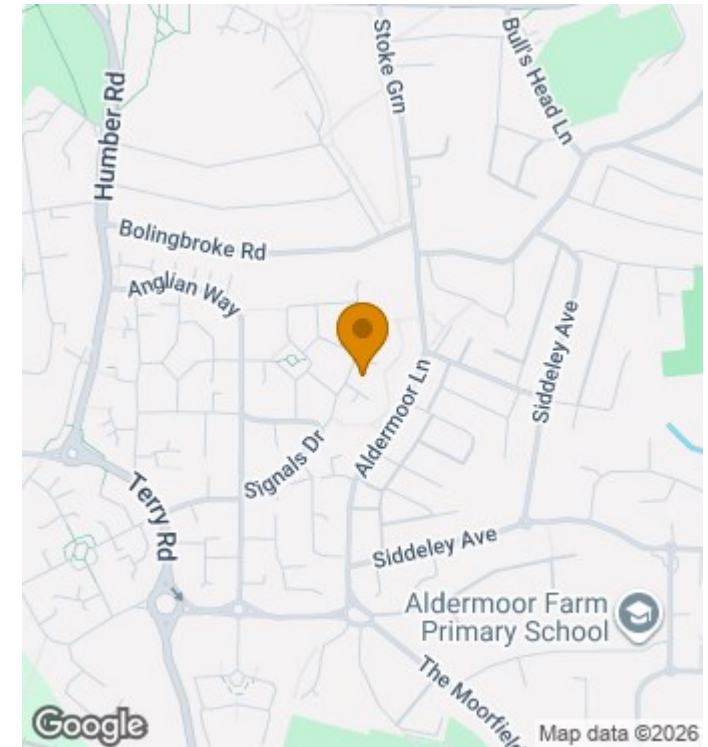 Stoke Grn
Bull's Head Ln
Humber Rd
Bolingbroke Rd
Anglian Way
Siddeley Ave
Aldermoor Ln
Signals Dr
Terry Rd
Siddeley Ave
Aldermoor Farm
Primary School
The Moorfield
Google
Map data ©2026